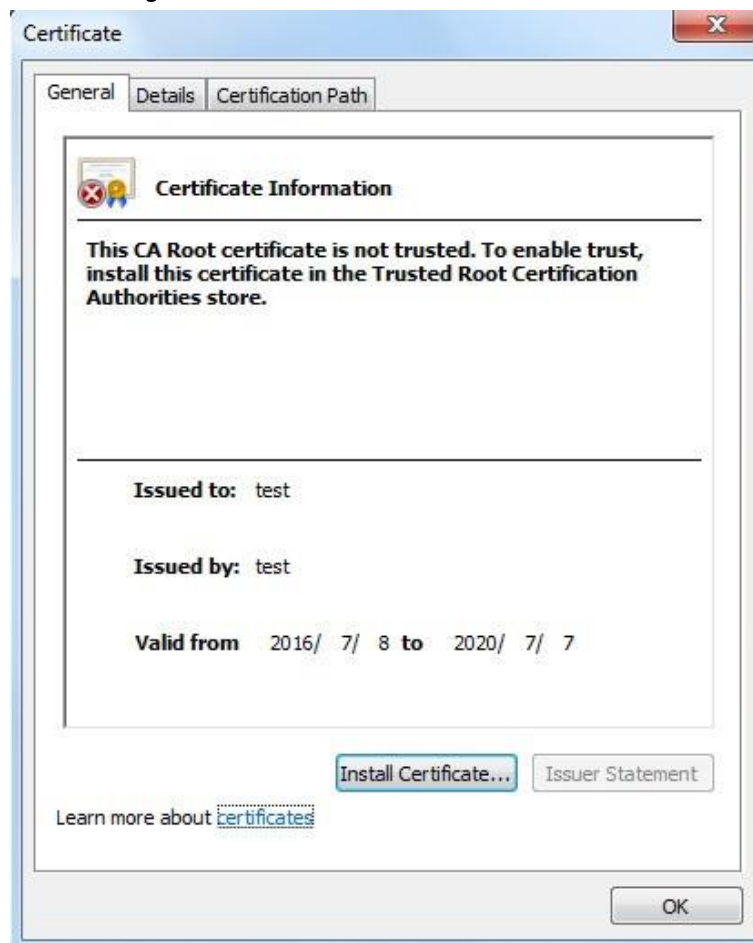 Certificate
General Details Certification Path
Certificate Information
This CA Root certificate is not trusted. To enable trust,
install this certificate in the Trusted Root Certification
Authorities store.
Issued to: test
Issued by: test
Valid from 2016/ 7/ 8 to 2020/ 7/ 7
Install Certificate... Issuer Statement
Learn more about certificates
OK